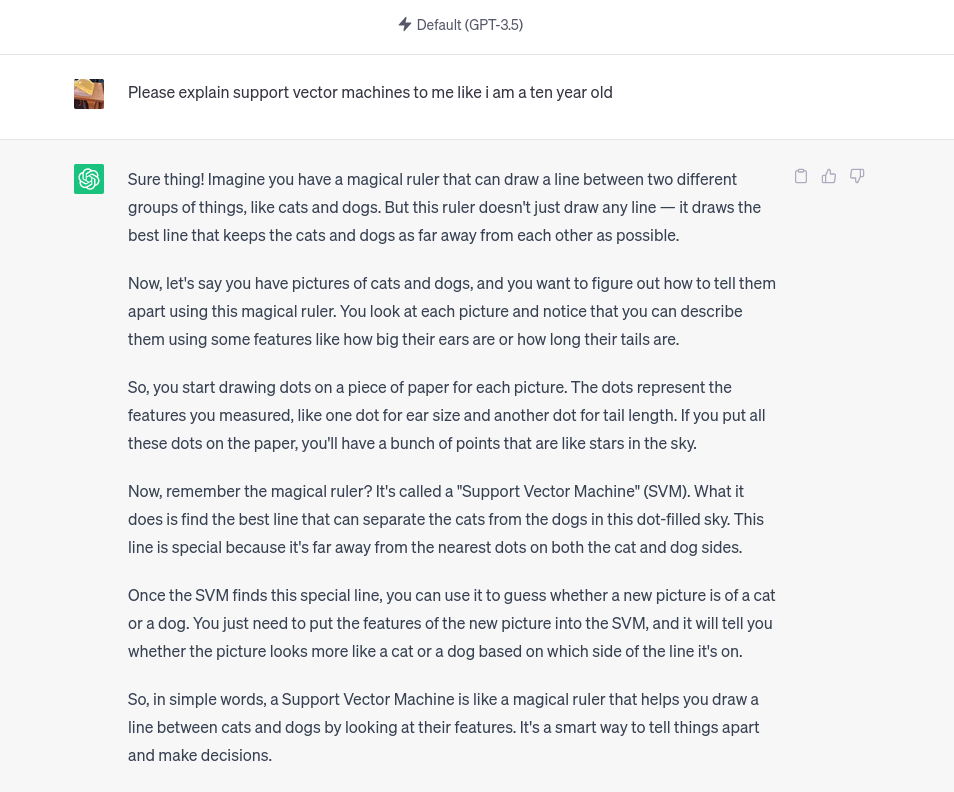 Default (GPT-3.5)
Please explain support vector machines to me like i am a ten year old
Sure thing! Imagine you have a magical ruler that can draw a line between two different
groups of things, like cats and dogs. But this ruler doesn't just draw any line — it draws the
best line that keeps the cats and dogs as far away from each other as possible.
Now, let's say you have pictures of cats and dogs, and you want to figure out how to tell them
apart using this magical ruler. You look at each picture and notice that you can describe
them using some features like how big their ears are or how long their tails are.
So, you start drawing dots on a piece of paper for each picture. The dots represent the
features you measured, like one dot for ear size and another dot for tail length. If you put all
these dots on the paper, you'll have a bunch of points that are like stars in the sky.
Now, remember the magical ruler? It's called a "Support Vector Machine" (SVM). What it
does is find the best line that can separate the cats from the dogs in this dot-filled sky. This
line is special because it's far away from the nearest dots on both the cat and dog sides.
Once the SVM finds this special line, you can use it to guess whether a new picture is of a cat
or a dog. You just need to put the features of the new picture into the SVM, and it will tell you
whether the picture looks more like a cat or a dog based on which side of the line it's on.
So, in simple words, a Support Vector Machine is like a magical ruler that helps you draw a
line between cats and dogs by looking at their features. It's a smart way to tell things apart
and make decisions.